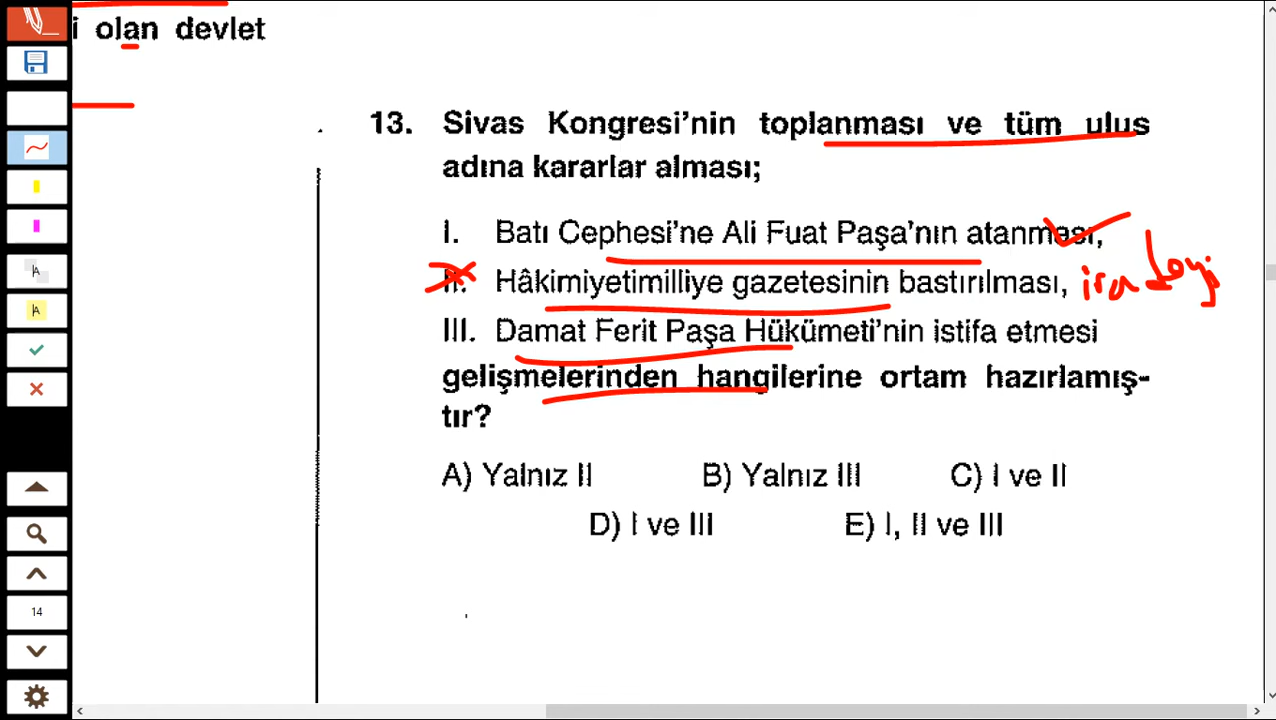 i olan devlet
13. Sivas Kongresi'nin toplanması ve tüm ulus
adına kararlar alması;
I. Batı Cephesi'ne Ali Fuat Paşa'nın atanması,
II. Hâkimiyetimilliye gazetesinin bastırılması,
III. Damat Ferit Paşa Hükümeti'nin istifa etmesi
gelişmelerinden hangilerine ortam hazırlamış-
tır?
A) Yalnız II B) Yalnız III C) I ve II
D) I ve III E) I, II ve III
A
A
14